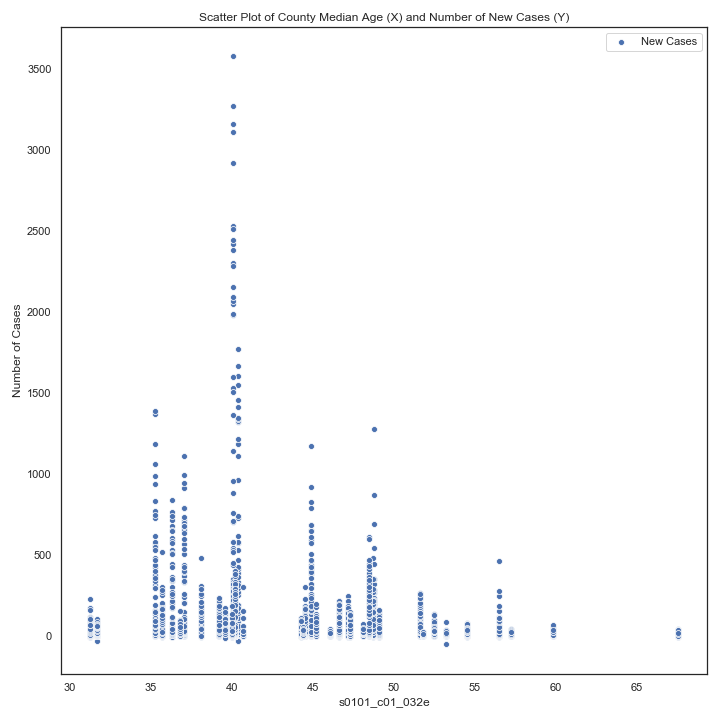 Scatter Plot of County Median Age (X) and Number of New Cases (Y)
New Cases
3500
3000
2500
2000
1500
1000
500
0
Number of Cases
30 35 40 45 50 55 60 65
s0101_c01_032e